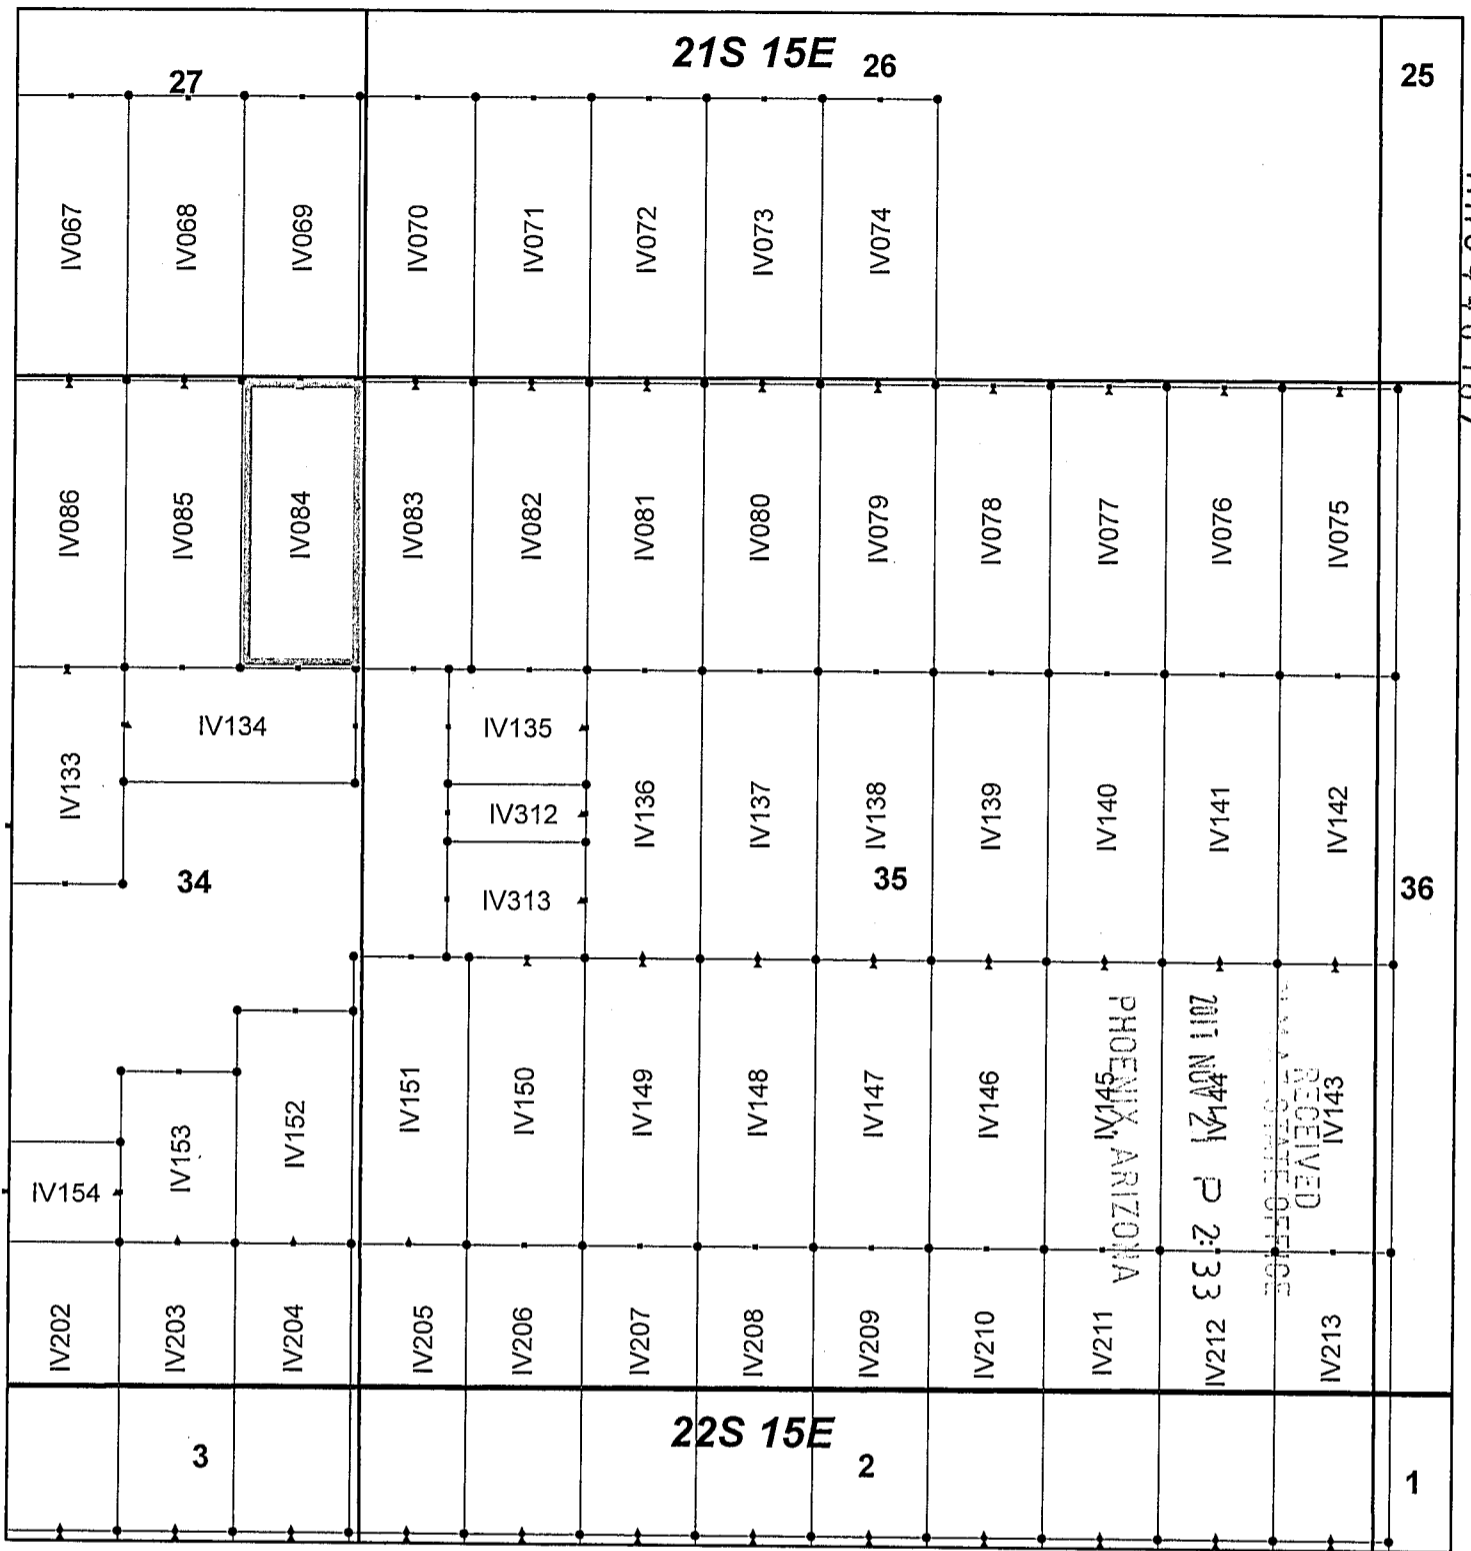 21S 15E
27 26 25
IV067 IV068 IV069 IV070 IV071 IV072 IV073 IV074
IV086 IV085 IV084 IV083 IV082 IV081 IV080 IV079 IV078 IV077 IV076 IV075
IV134 IV135
IV133 IV312 IV136 IV137 IV138 IV139 IV140 IV141 IV142
34 IV313 35 36
IV154 IV153 IV152 IV151 IV150 IV149 IV148 IV147 IV146 IV145 IV144 IV143
RECEIVED
STATE OFFICE
2017 NOV 21 P 2:33
PHOENIX, ARIZONA
IV202 IV203 IV204 IV205 IV206 IV207 IV208 IV209 IV210 IV211 IV212 IV213
22S 15E
3 2 1